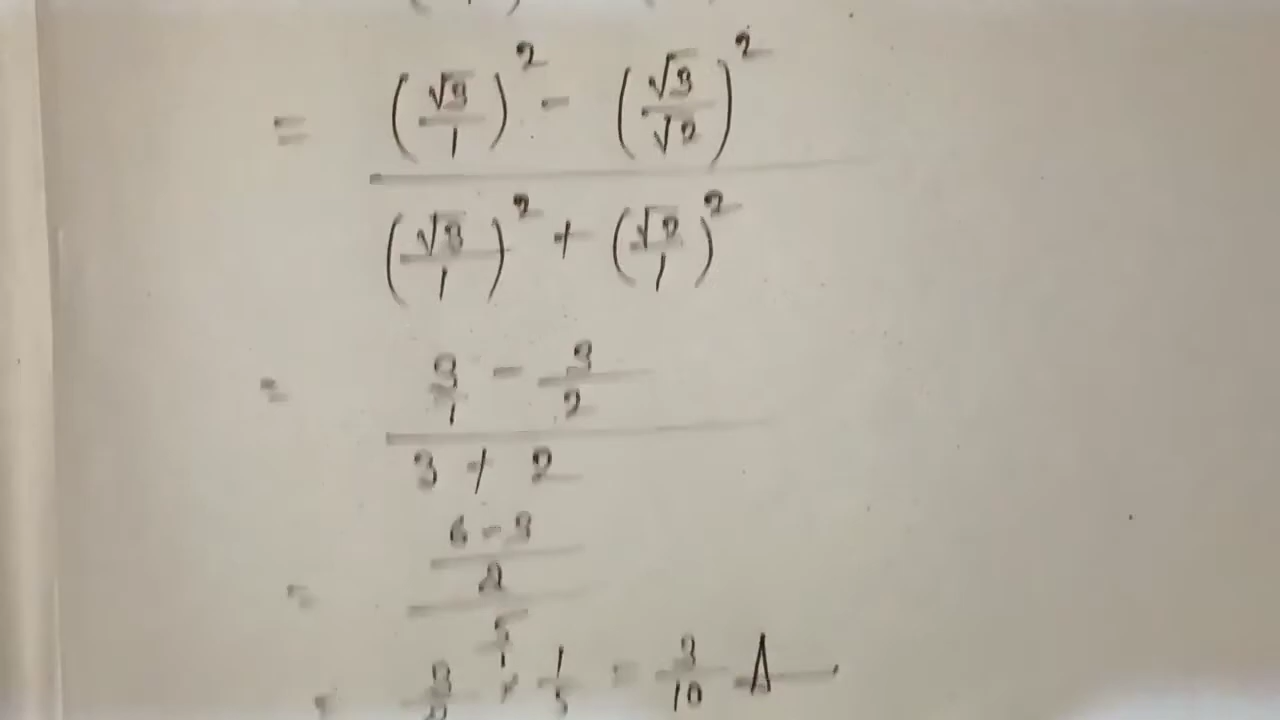 = ((√3/1)² - (√3/√2)²) / ((√3/1)² + (√2/1)²)
= (3/1 - 3/2) / (3 + 2)
= ((6 - 3)/2) / (5/1)
= 3/2 × 1/5 = 3/10 A